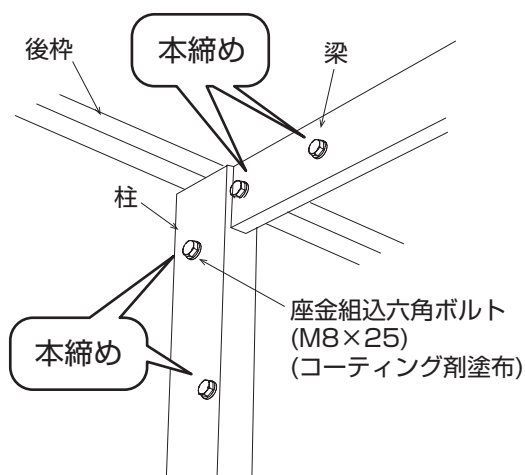 後枠
本締め
梁
柱
座金組込六角ボルト
(M8×25)
(コーティング剤塗布)
本締め